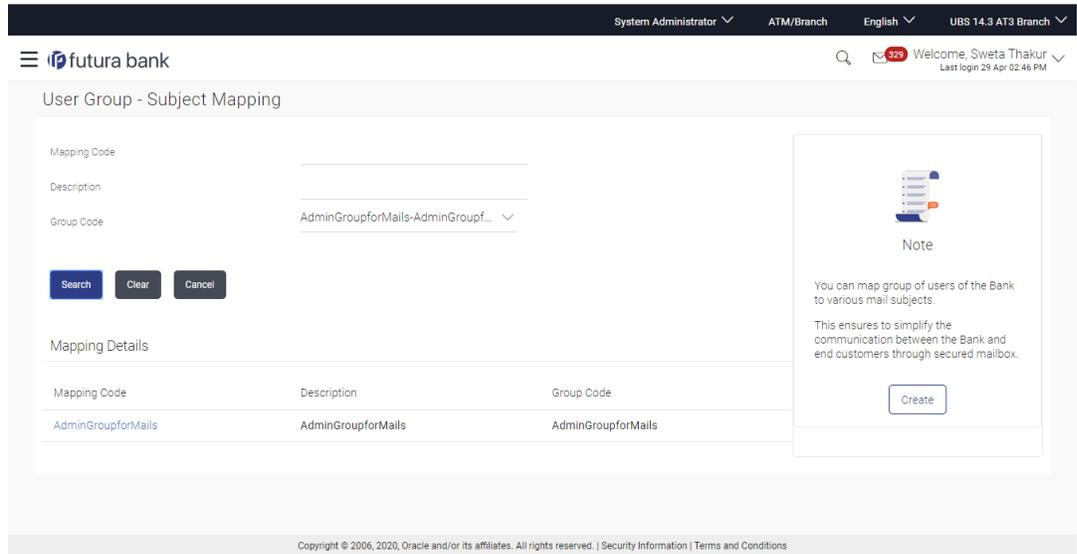 System Administrator ATM/Branch English UBS 14.3 AT3 Branch
futura bank
329 Welcome, Sweta Thakur
Last login 29 Apr 02:46 PM
User Group - Subject Mapping
Mapping Code
Description
Group Code AdminGroupforMails-AdminGroupf...
Search Clear Cancel
Note
You can map group of users of the Bank
to various mail subjects.
This ensures to simplify the
communication between the Bank and
end customers through secured mailbox.
Create
Mapping Details
Mapping Code Description Group Code
AdminGroupforMails AdminGroupforMails AdminGroupforMails
Copyright © 2006, 2020, Oracle and/or its affiliates. All rights reserved. | Security Information | Terms and Conditions